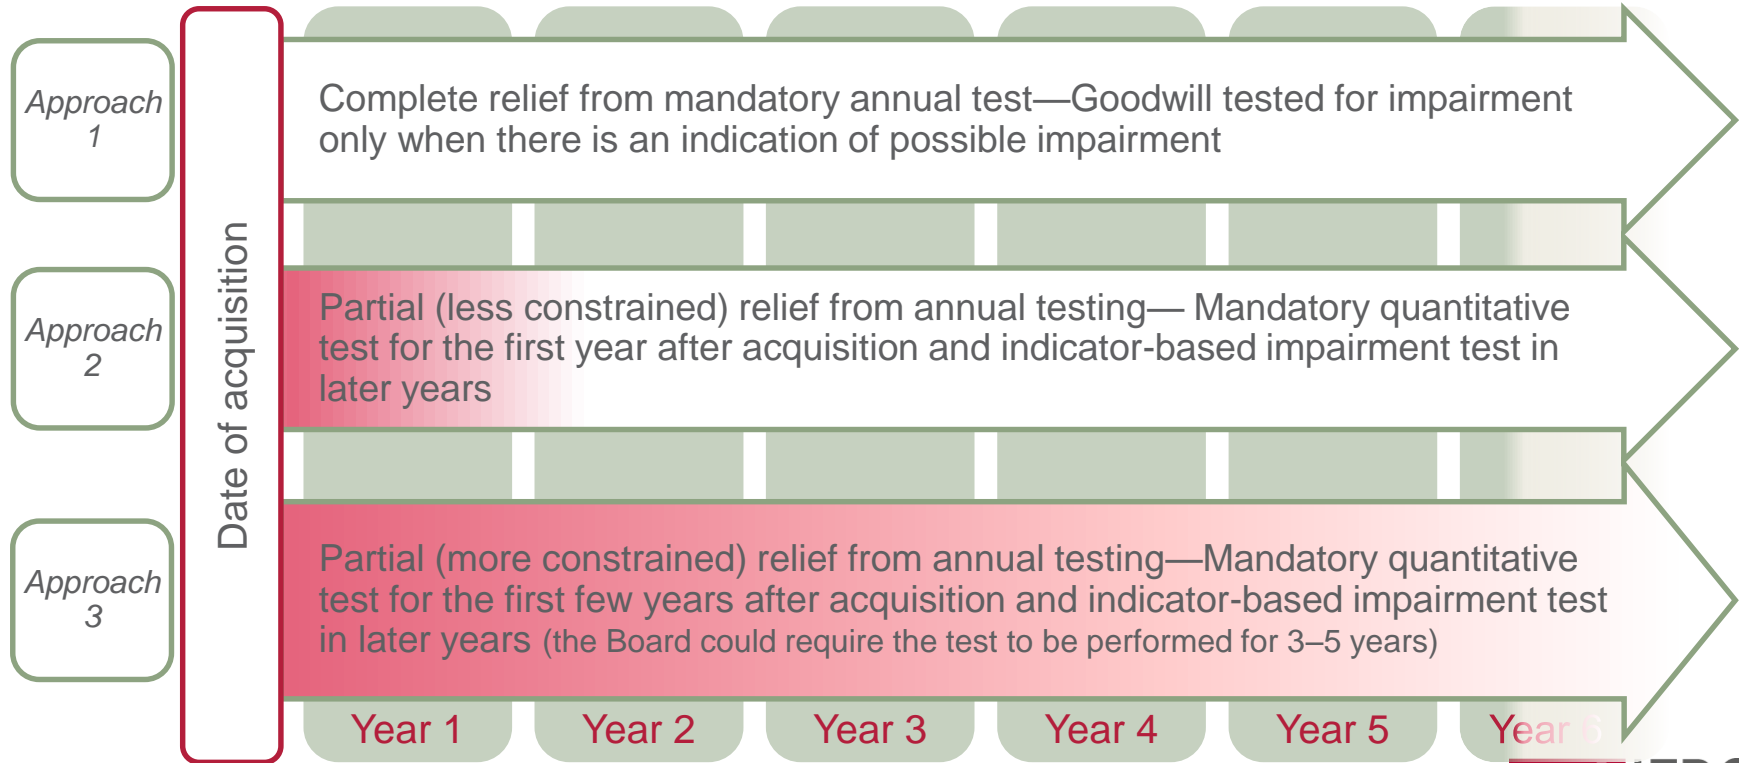 Approach
1
Complete relief from mandatory annual test—Goodwill tested for impairment
only when there is an indication of possible impairment
Date of acquisition
Approach
2
Partial (less constrained) relief from annual testing— Mandatory quantitative
test for the first year after acquisition and indicator-based impairment test in
later years
Approach
3
Partial (more constrained) relief from annual testing—Mandatory quantitative
test for the first few years after acquisition and indicator-based impairment test
in later years (the Board could require the test to be performed for 3–5 years)
Year 1
Year 2
Year 3
Year 4
Year 5
Year 6